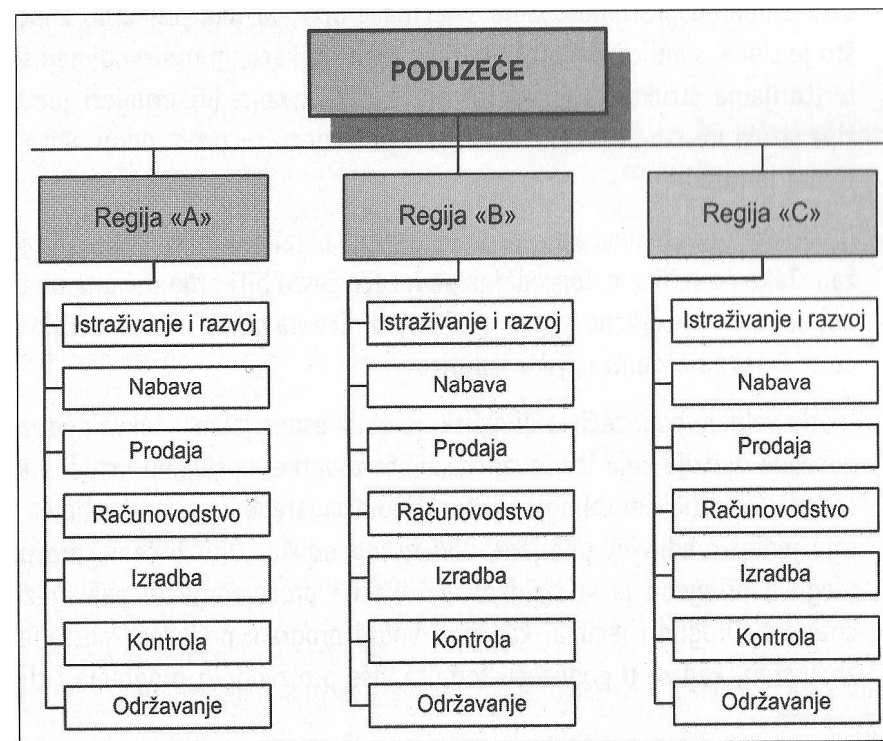 PODUZEĆE
Regija «A»
Istraživanje i razvoj
Nabava
Prodaja
Računovodstvo
Izradba
Kontrola
Održavanje
Regija «B»
Istraživanje i razvoj
Nabava
Prodaja
Računovodstvo
Izradba
Kontrola
Održavanje
Regija «C»
Istraživanje i razvoj
Nabava
Prodaja
Računovodstvo
Izradba
Kontrola
Održavanje